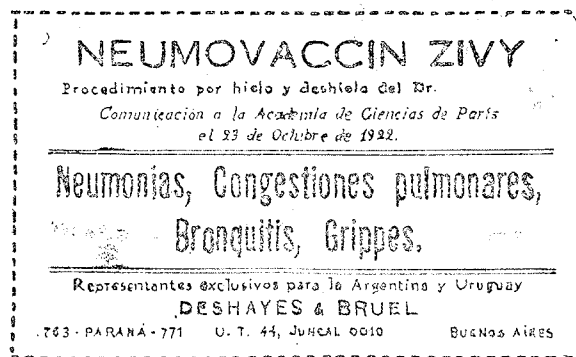 NEUMOVACCIN ZIVY
Procedimiento por hielo y deshiela del Dr.
Comunicación a la Academia de Ciencias de París
el 23 de Octubre de 1922.
Neumonías, Congestiones pulmonares,
Bronquitis, Grippes.
Representantes exclusivos para la Argentina y Uruguay
DESHAYES & BRUEL
763 - PARANÁ - 771 U. T. 44, JUNCAL 0010 BUENOS AIRES